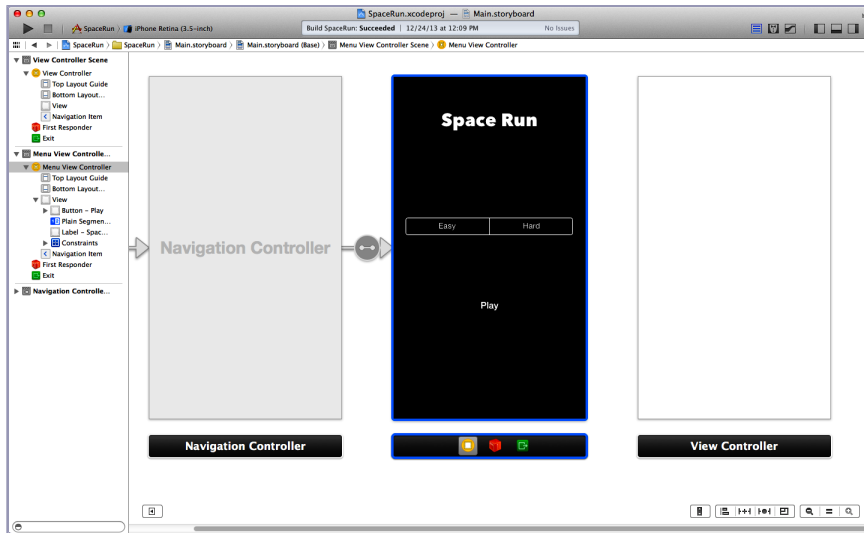 SpaceRun.xcodeproj — Main.storyboard
SpaceRun › iPhone Retina (3.5-inch)
Build SpaceRun: Succeeded | 12/24/13 at 12:09 PM
No Issues
SpaceRun › SpaceRun › Main.storyboard › Main.storyboard (Base) › Menu View Controller Scene › Menu View Controller
View Controller Scene
View Controller
Top Layout Guide
Bottom Layout...
View
Navigation Item
First Responder
Exit
Menu View Controlle...
Menu View Controller
Top Layout Guide
Bottom Layout...
View
Button - Play
Plain Segmen...
Label - Spac...
Constraints
Navigation Item
First Responder
Exit
Navigation Controlle...
Navigation Controller
Navigation Controller
Space Run
Easy
Hard
Play
View Controller